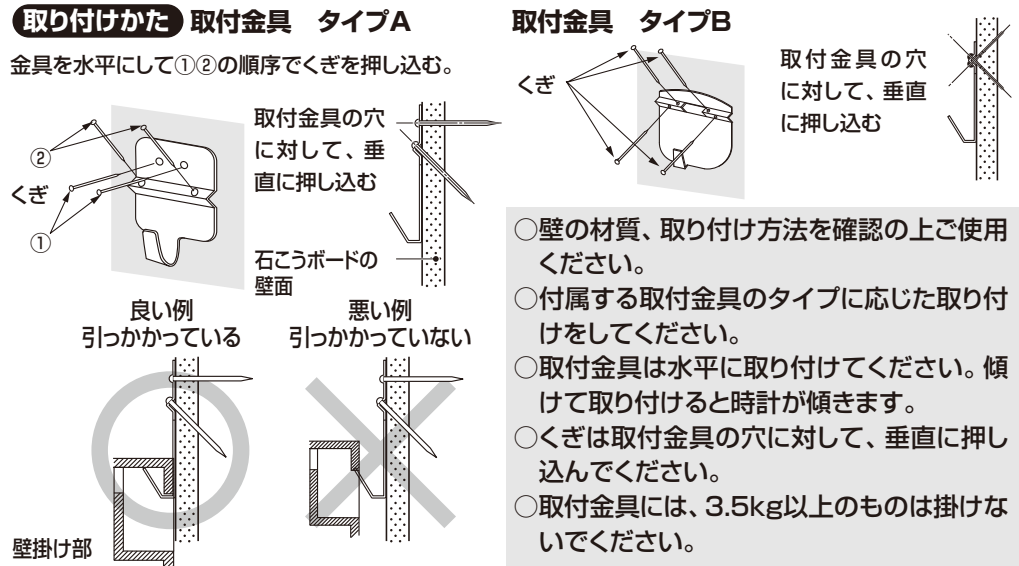 取り付けかた 取付金具 タイプA
金具を水平にして①②の順序でくぎを押し込む。
②
くぎ
①
取付金具の穴
に対して、垂
直に押し込む
石こうボードの
壁面
良い例
引っかかっている
悪い例
引っかかっていない
壁掛け部
取付金具 タイプB
くぎ
取付金具の穴
に対して、垂直
に押し込む
○壁の材質、取り付け方法を確認の上ご使用
ください。
○付属する取付金具のタイプに応じた取り付
けをしてください。
○取付金具は水平に取り付けてください。傾
けて取り付けると時計が傾きます。
○くぎは取付金具の穴に対して、垂直に押し
込んでください。
○取付金具には、3.5kg以上のものは掛けな
いでください。